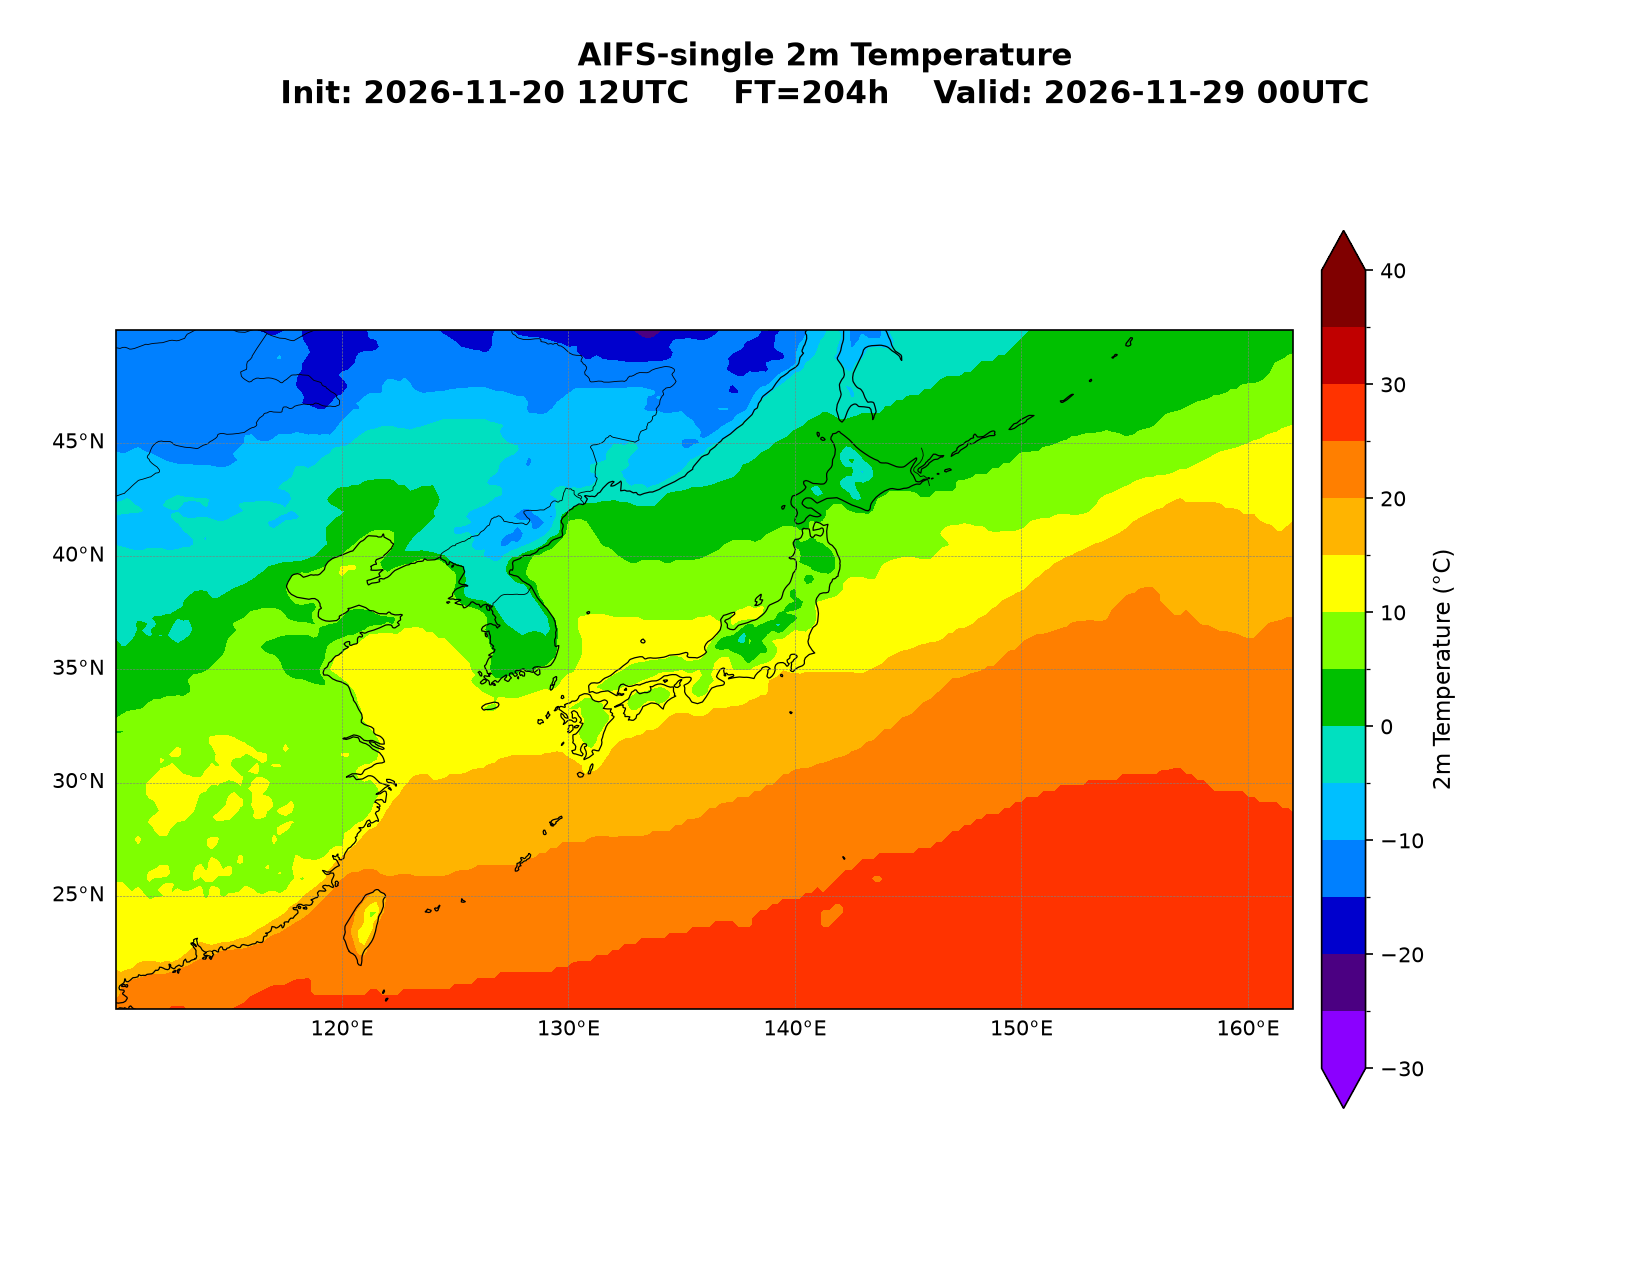 AIFS-single 2m Temperature
Init: 2026-11-20 12UTC    FT=204h    Valid: 2026-11-29 00UTC
45°N
40°N
35°N
30°N
25°N
120°E
130°E
140°E
150°E
160°E
40
30
20
10
0
−10
−20
−30
2m Temperature (°C)